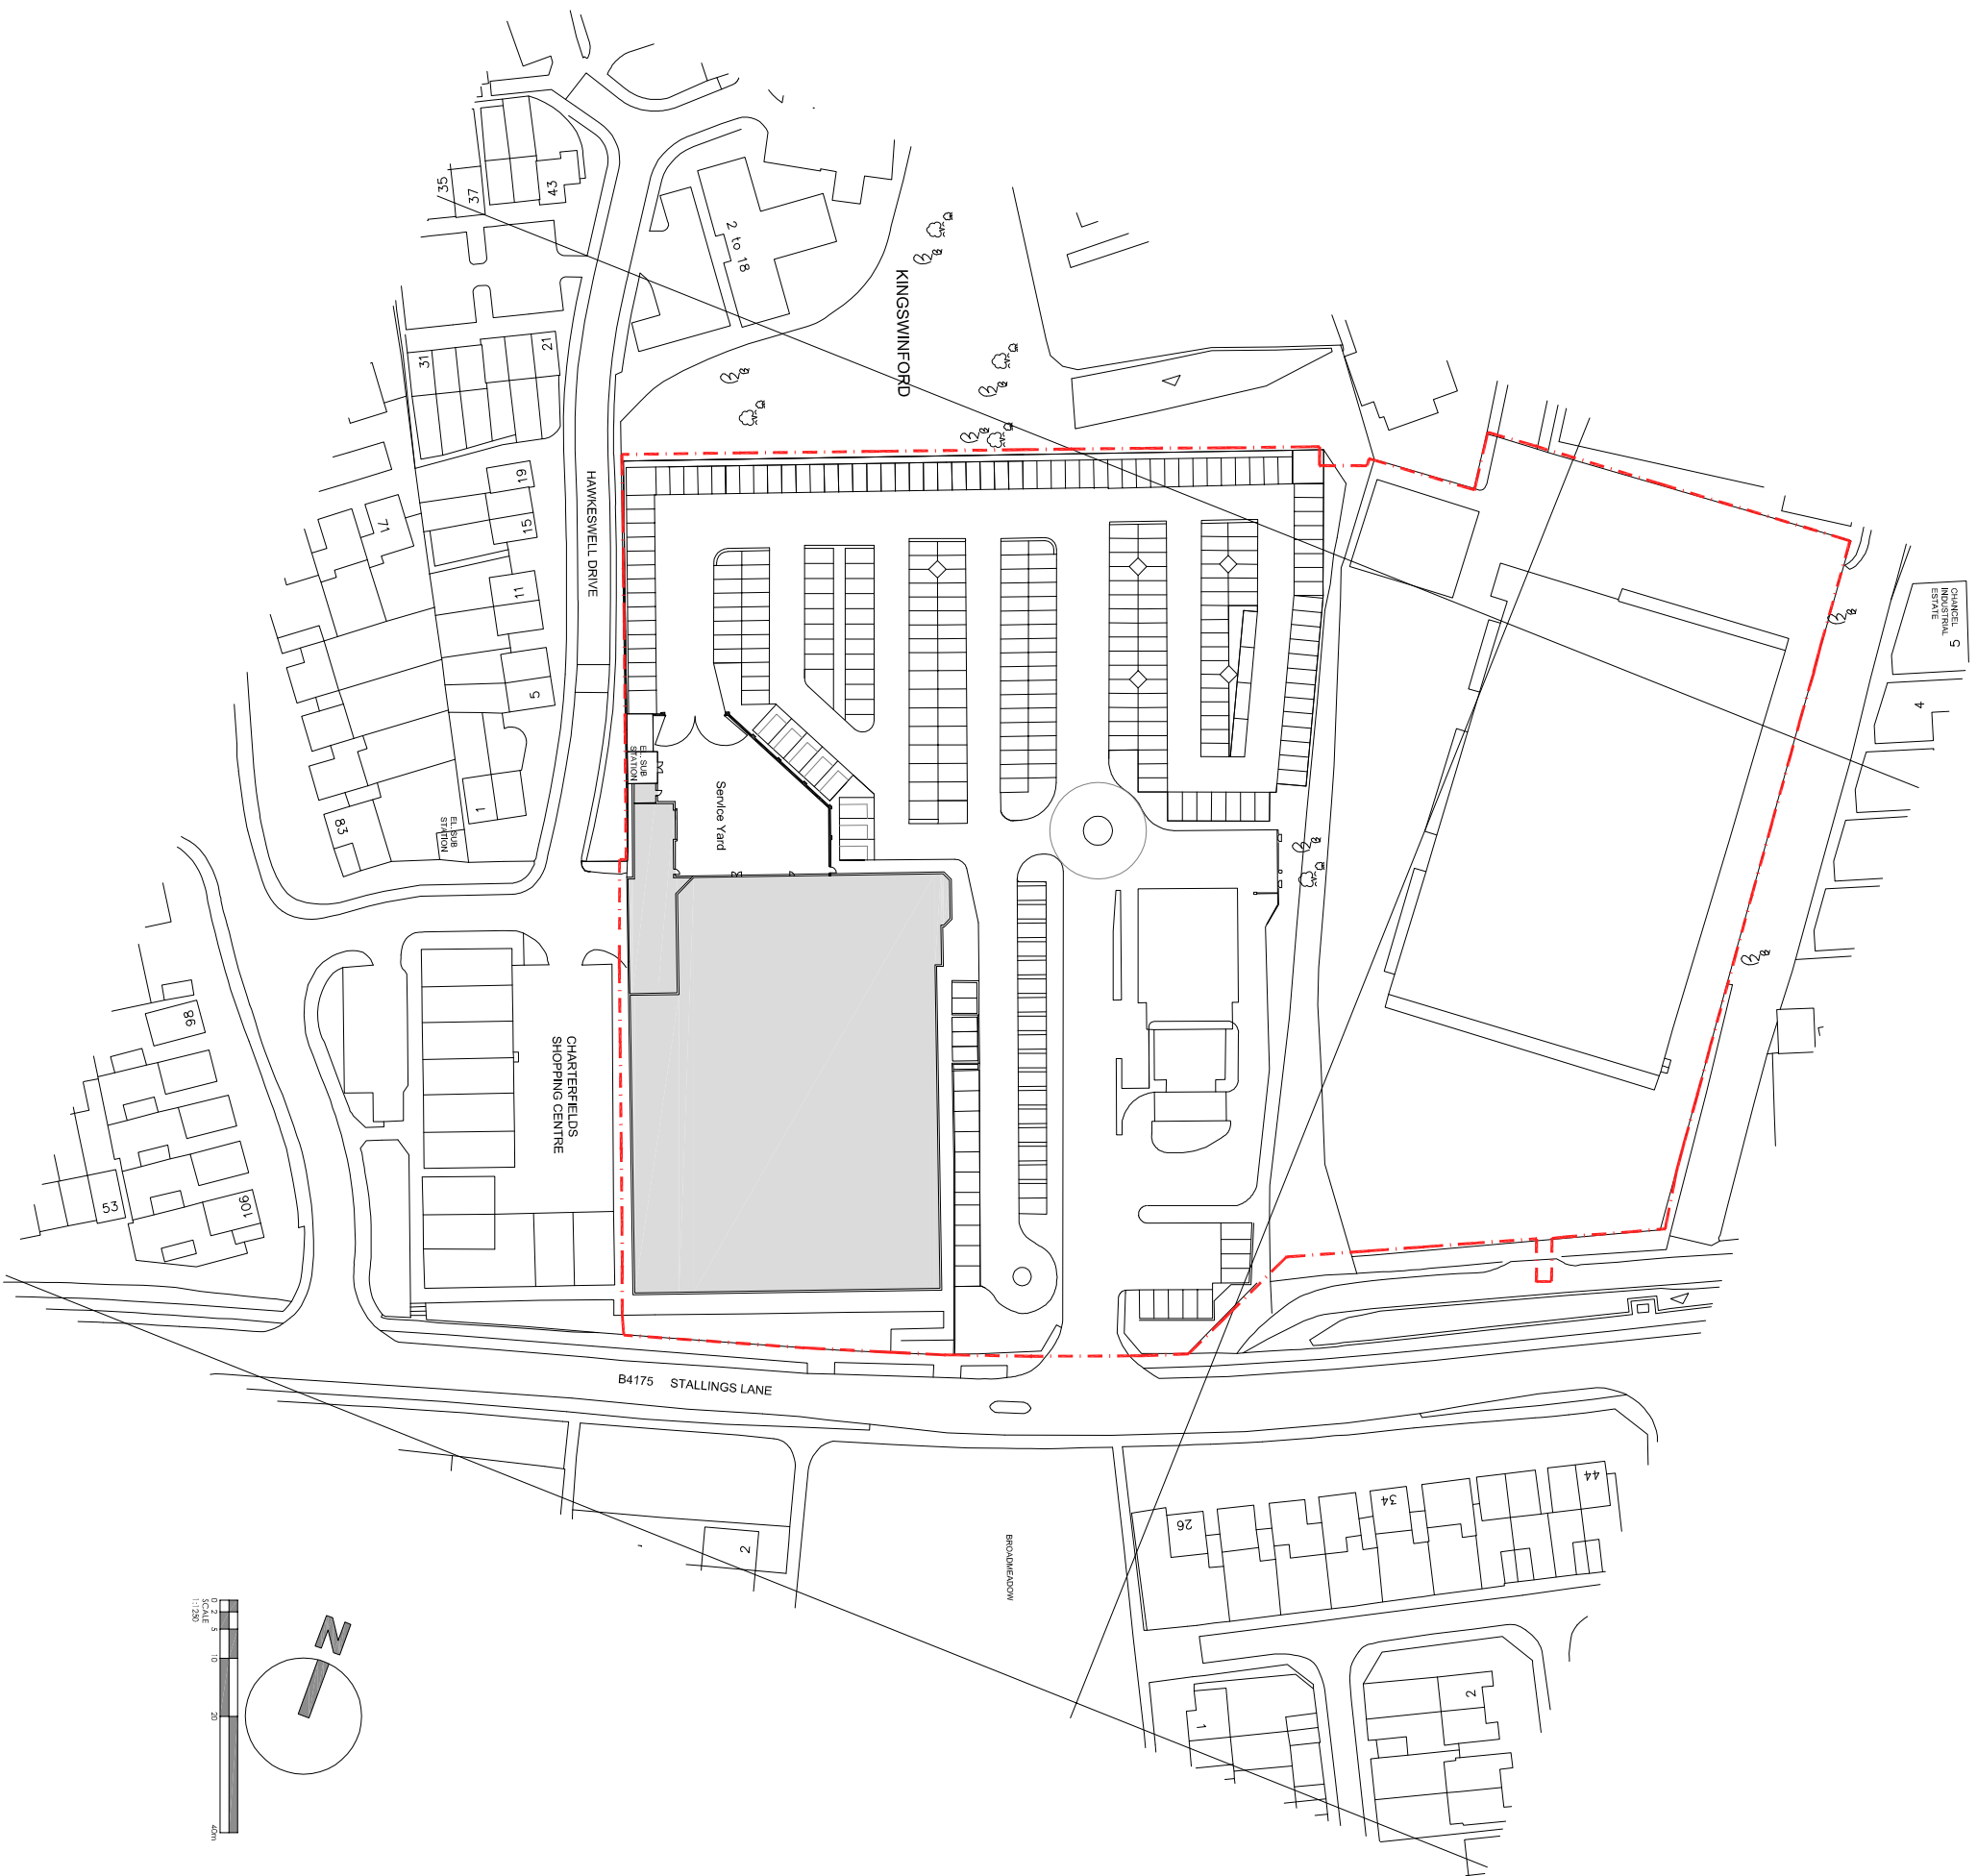 35
37
43
2 to 18
KINGSWINFORD
31
21
19
15
71
11
5
1
83
HAWKESWELL DRIVE
EL. SUB
STATION
EL. SUB
STATION
Service Yard
CHANCEL
INDUSTRIAL
ESTATE
5
4
86
53
106
CHARTERFIELDS
SHOPPING CENTRE
B4175 STALLINGS LANE
2
BROADMEADOW
26
34
44
1
2
N
0 2 5 10 20 40m
SCALE
1:1250